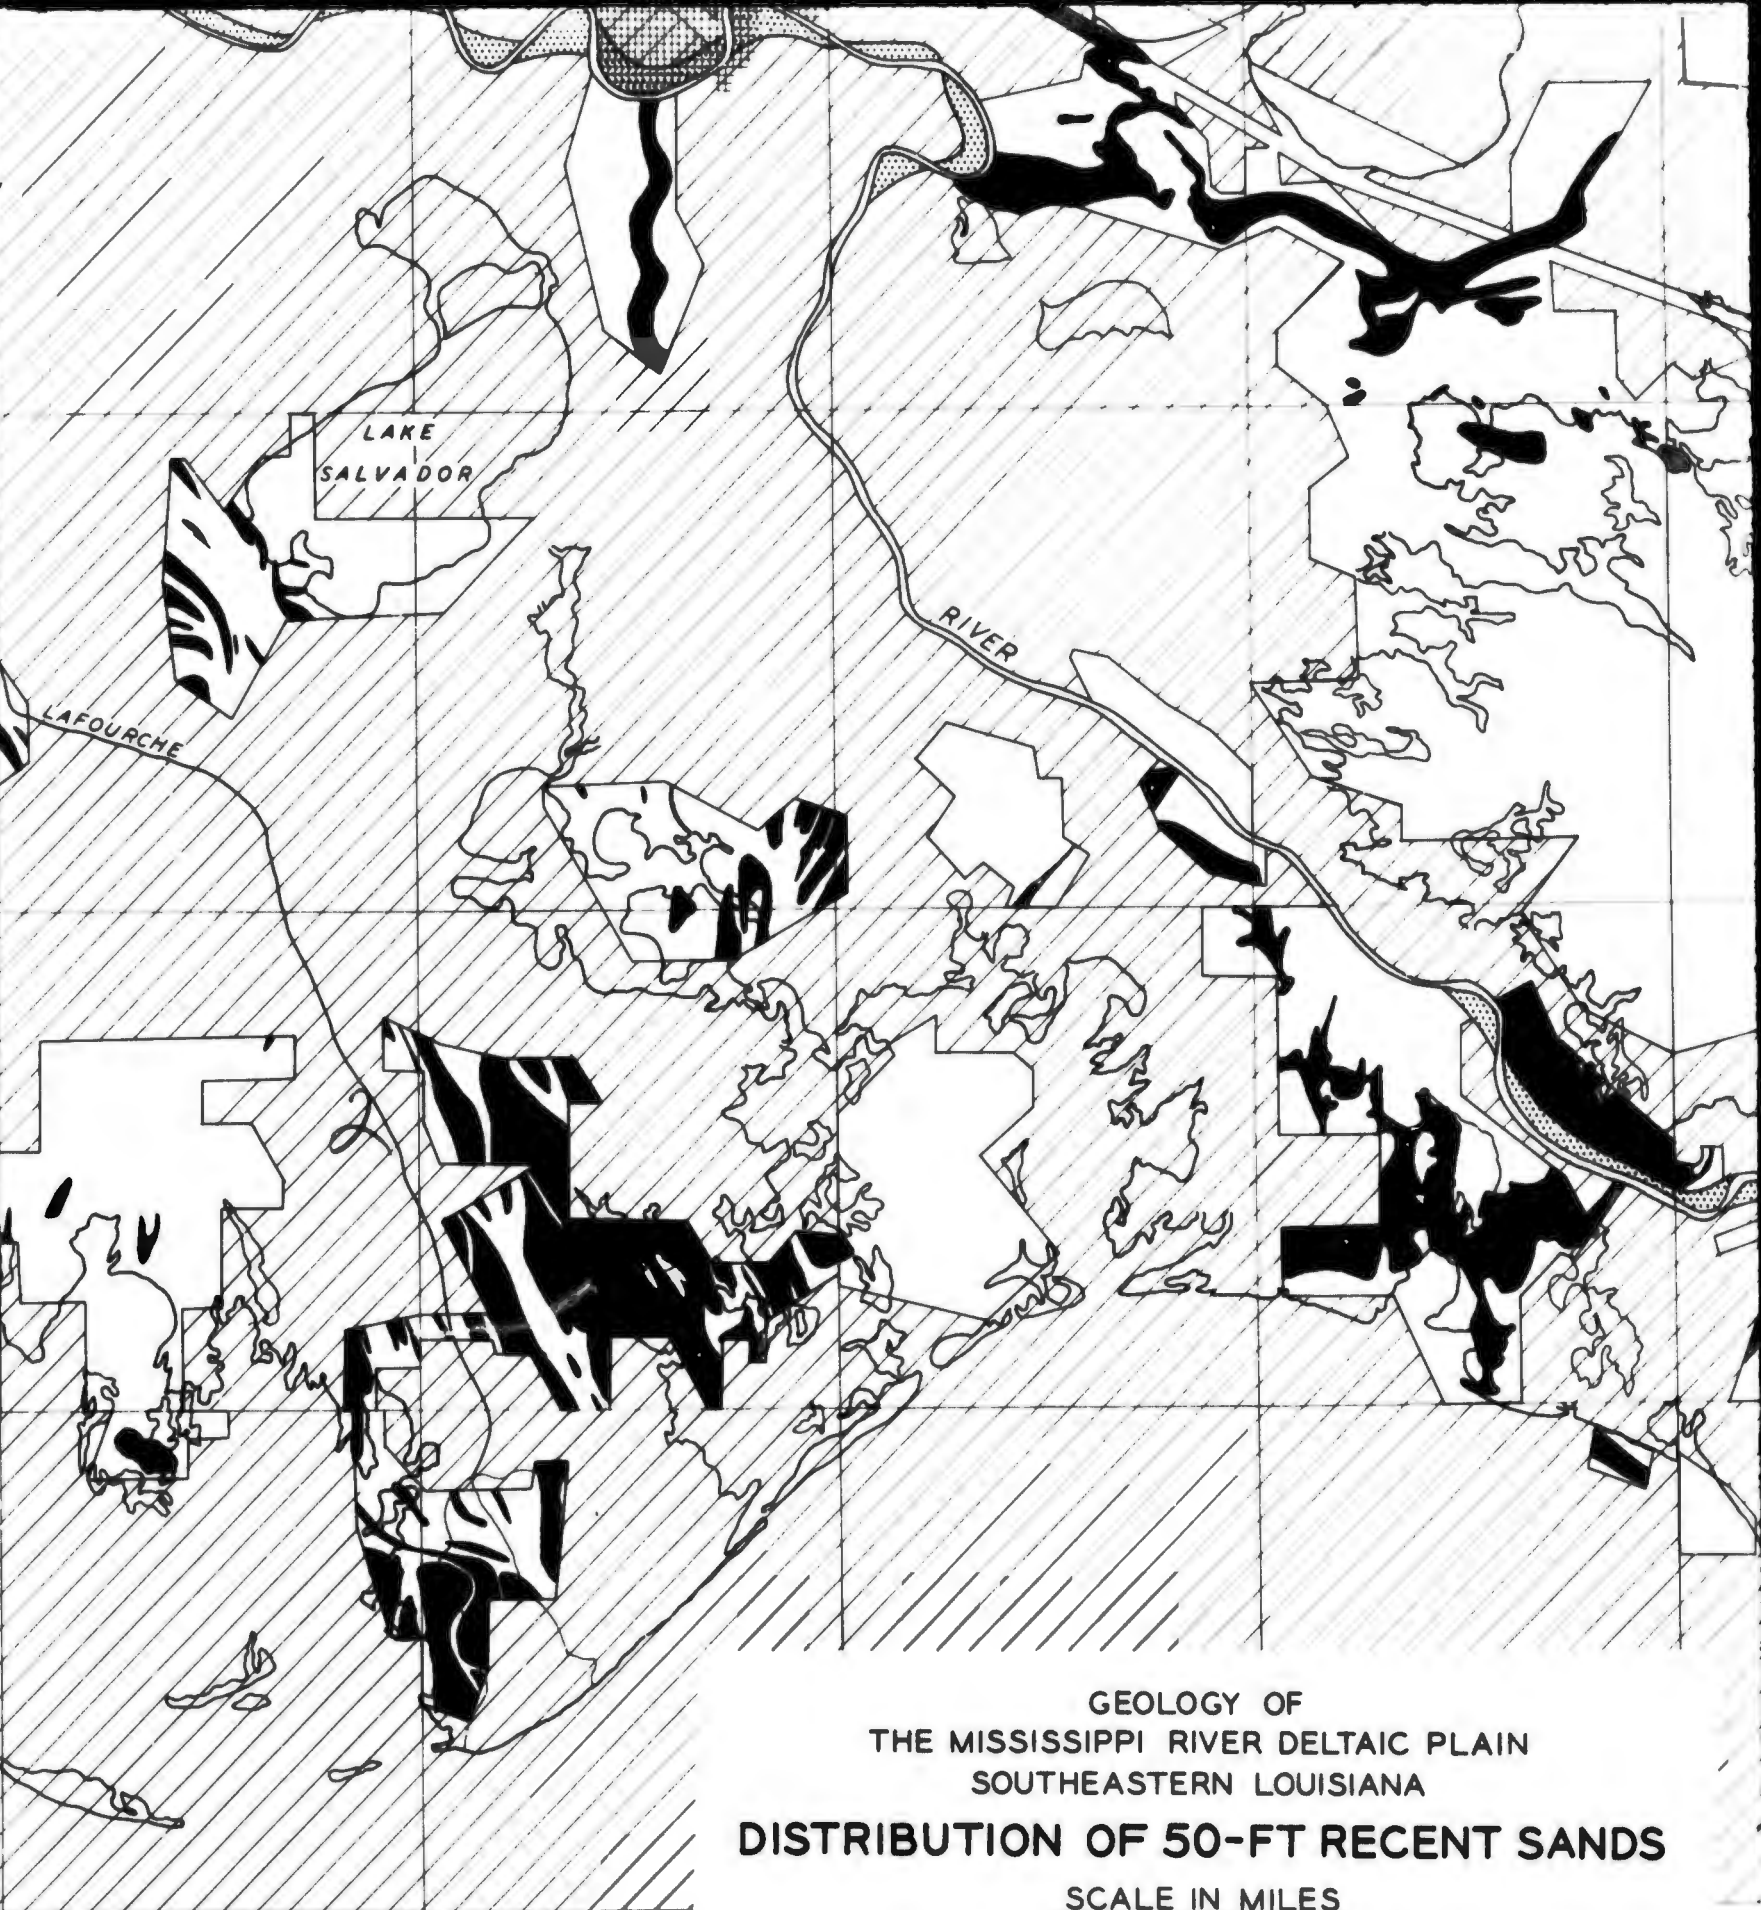 LAKE
SALVADOR
RIVER
LAFOURCHE
2
GEOLOGY OF
THE MISSISSIPPI RIVER DELTAIC PLAIN
SOUTHEASTERN LOUISIANA
DISTRIBUTION OF 50-FT RECENT SANDS
SCALE IN MILES